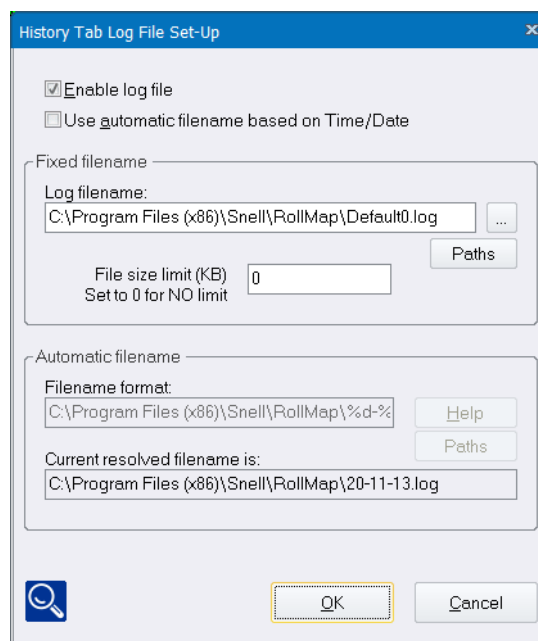 History Tab Log File Set-Up
Enable log file
Use automatic filename based on Time/Date
Fixed filename
Log filename:
C:\Program Files (x86)\Snell\RollMap\Default0.log
...
Paths
File size limit (KB)
Set to 0 for NO limit
0
Automatic filename
Filename format:
C:\Program Files (x86)\Snell\RollMap\%d-%
Help
Paths
Current resolved filename is:
C:\Program Files (x86)\Snell\RollMap\20-11-13.log
OK
Cancel